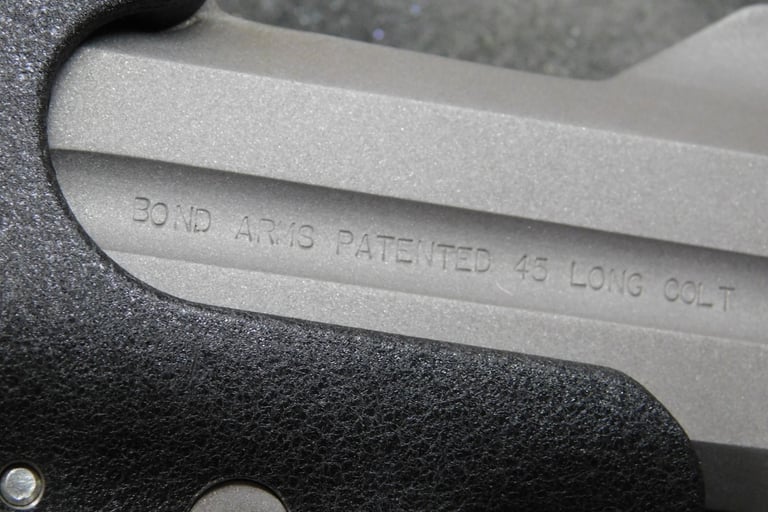 BOND ARMS PATENTED 45 LONG COLT